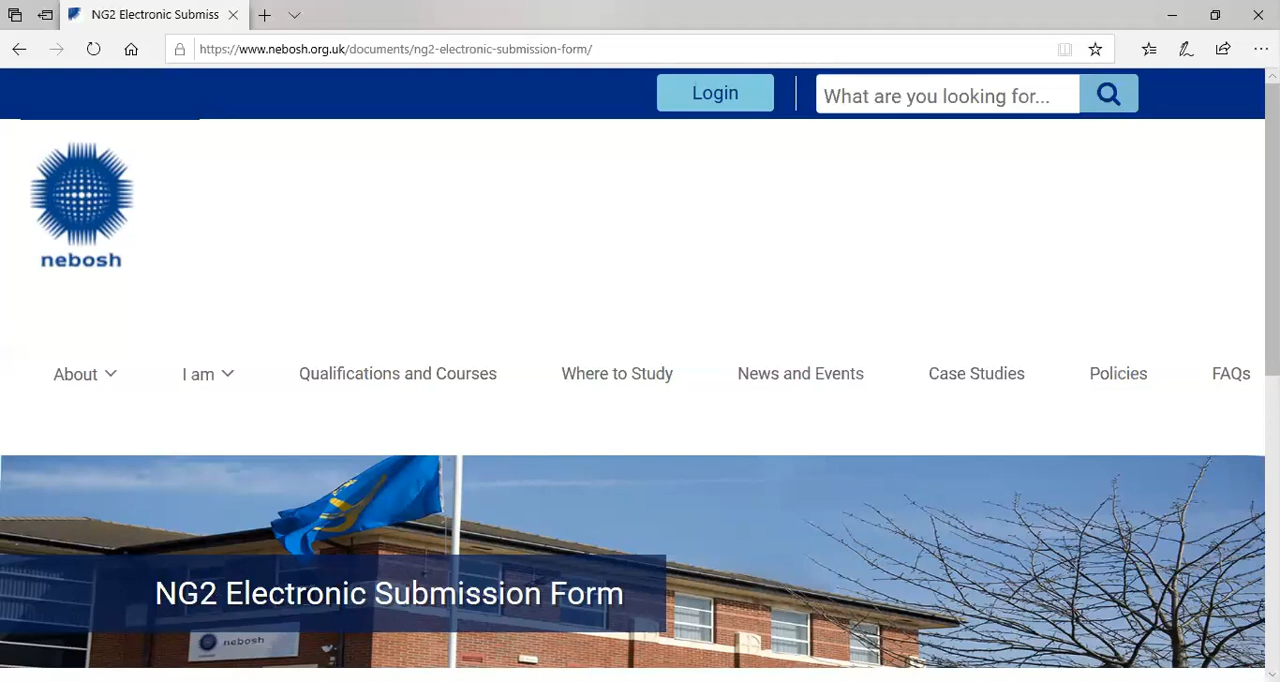 NG2 Electronic Submiss
https://www.nebosh.org.uk/documents/ng2-electronic-submission-form/
Login
What are you looking for...
nebosh
About
I am
Qualifications and Courses
Where to Study
News and Events
Case Studies
Policies
FAQs
NG2 Electronic Submission Form
nebosh